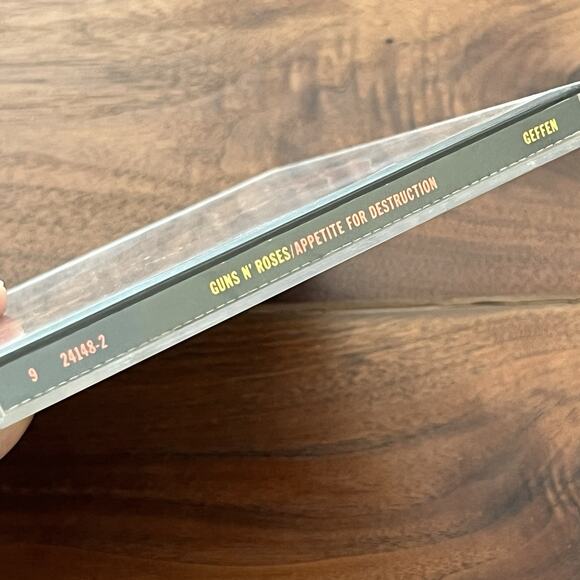 9 24148-2 GUNS N' ROSES/APPETITE FOR DESTRUCTION GEFFEN